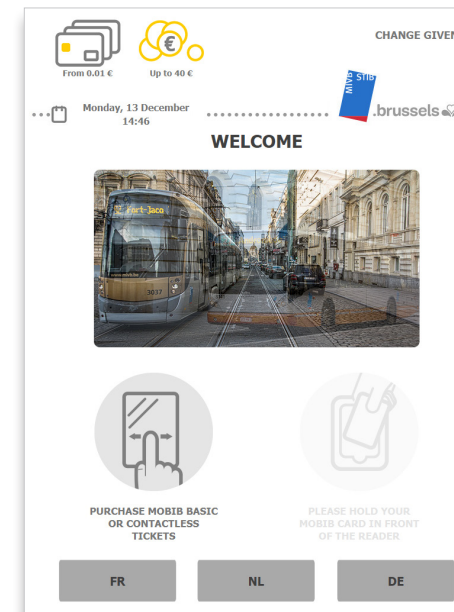 CHANGE GIVEN
€
From 0.01 €
Up to 40 €
MIVB STIB
.brussels
Monday, 13 December
14:46
WELCOME
92 Fort-Jaco
3037
PURCHASE MOBIB BASIC
OR CONTACTLESS
TICKETS
PLEASE HOLD YOUR
MOBIB CARD IN FRONT
OF THE READER
FR
NL
DE